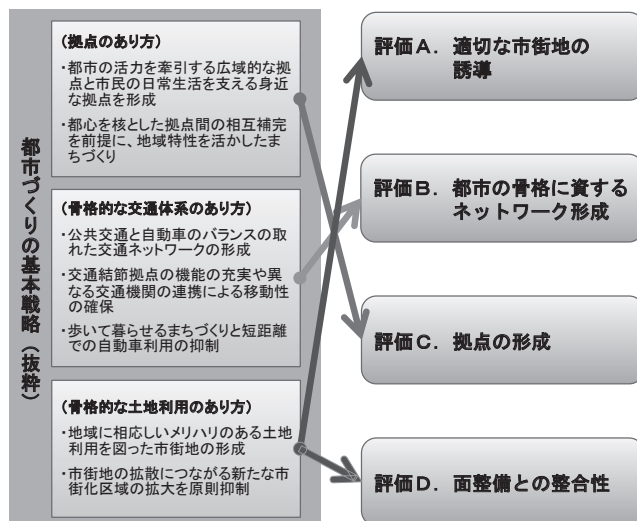 都市づくりの基本戦略（抜粋）
（拠点のあり方）
・都市の活力を牽引する広域的な拠
点と市民の日常生活を支える身近
な拠点を形成
・都心を核とした拠点間の相互補完
を前提に、地域特性を活かしたま
ちづくり
（骨格的な交通体系のあり方）
・公共交通と自動車のバランスの取
れた交通ネットワークの形成
・交通結節拠点の機能の充実や異
なる交通機関の連携による移動性
の確保
・歩いて暮らせるまちづくりと短距離
での自動車利用の抑制
（骨格的な土地利用のあり方）
・地域に相応しいメリハリのある土地
利用を図った市街地の形成
・市街地の拡散につながる新たな市
街化区域の拡大を原則抑制
評価A．適切な市街地の
誘導
評価B．都市の骨格に資する
ネットワーク形成
評価C．拠点の形成
評価D．面整備との整合性